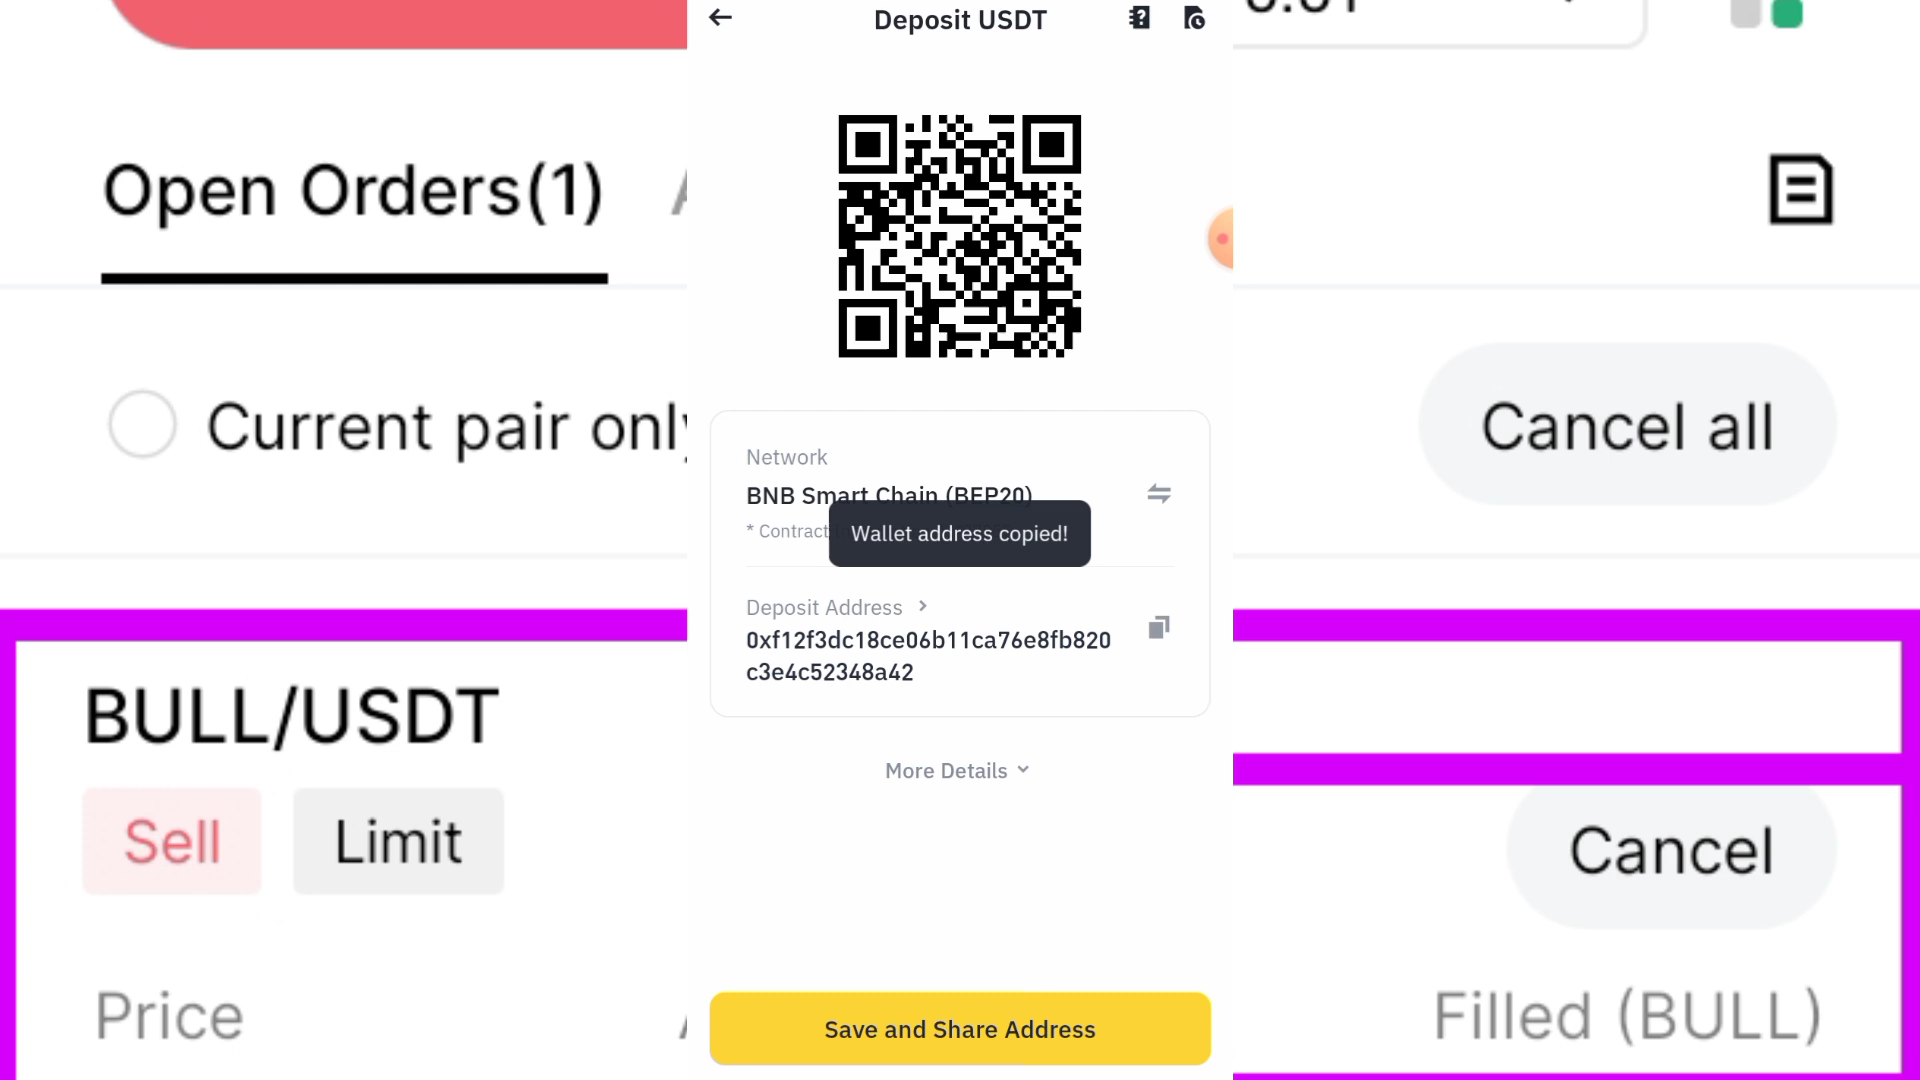 Deposit USDT
Open Orders(1)
Current pair only
Cancel all
Network
BNB Smart Chain (BEP20)
* Contract
Wallet address copied!
Deposit Address >
0xf12f3dc18ce06b11ca76e8fb820
c3e4c52348a42
More Details
BULL/USDT
Sell Limit
Cancel
Price
Filled (BULL)
Save and Share Address